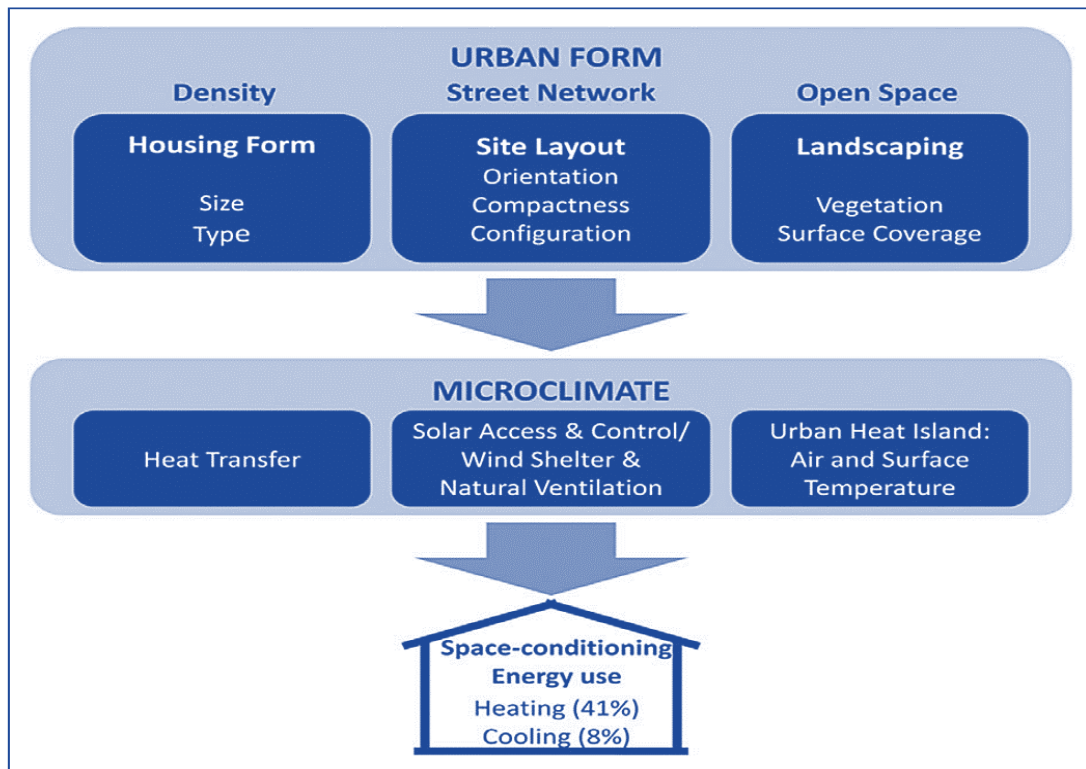 URBAN FORM
Density
Street Network
Open Space
Housing Form
Size
Type
Site Layout
Orientation
Compactness
Configuration
Landscaping
Vegetation
Surface Coverage
MICROCLIMATE
Heat Transfer
Solar Access & Control/
Wind Shelter &
Natural Ventilation
Urban Heat Island:
Air and Surface
Temperature
Space-conditioning
Energy use
Heating (41%)
Cooling (8%)